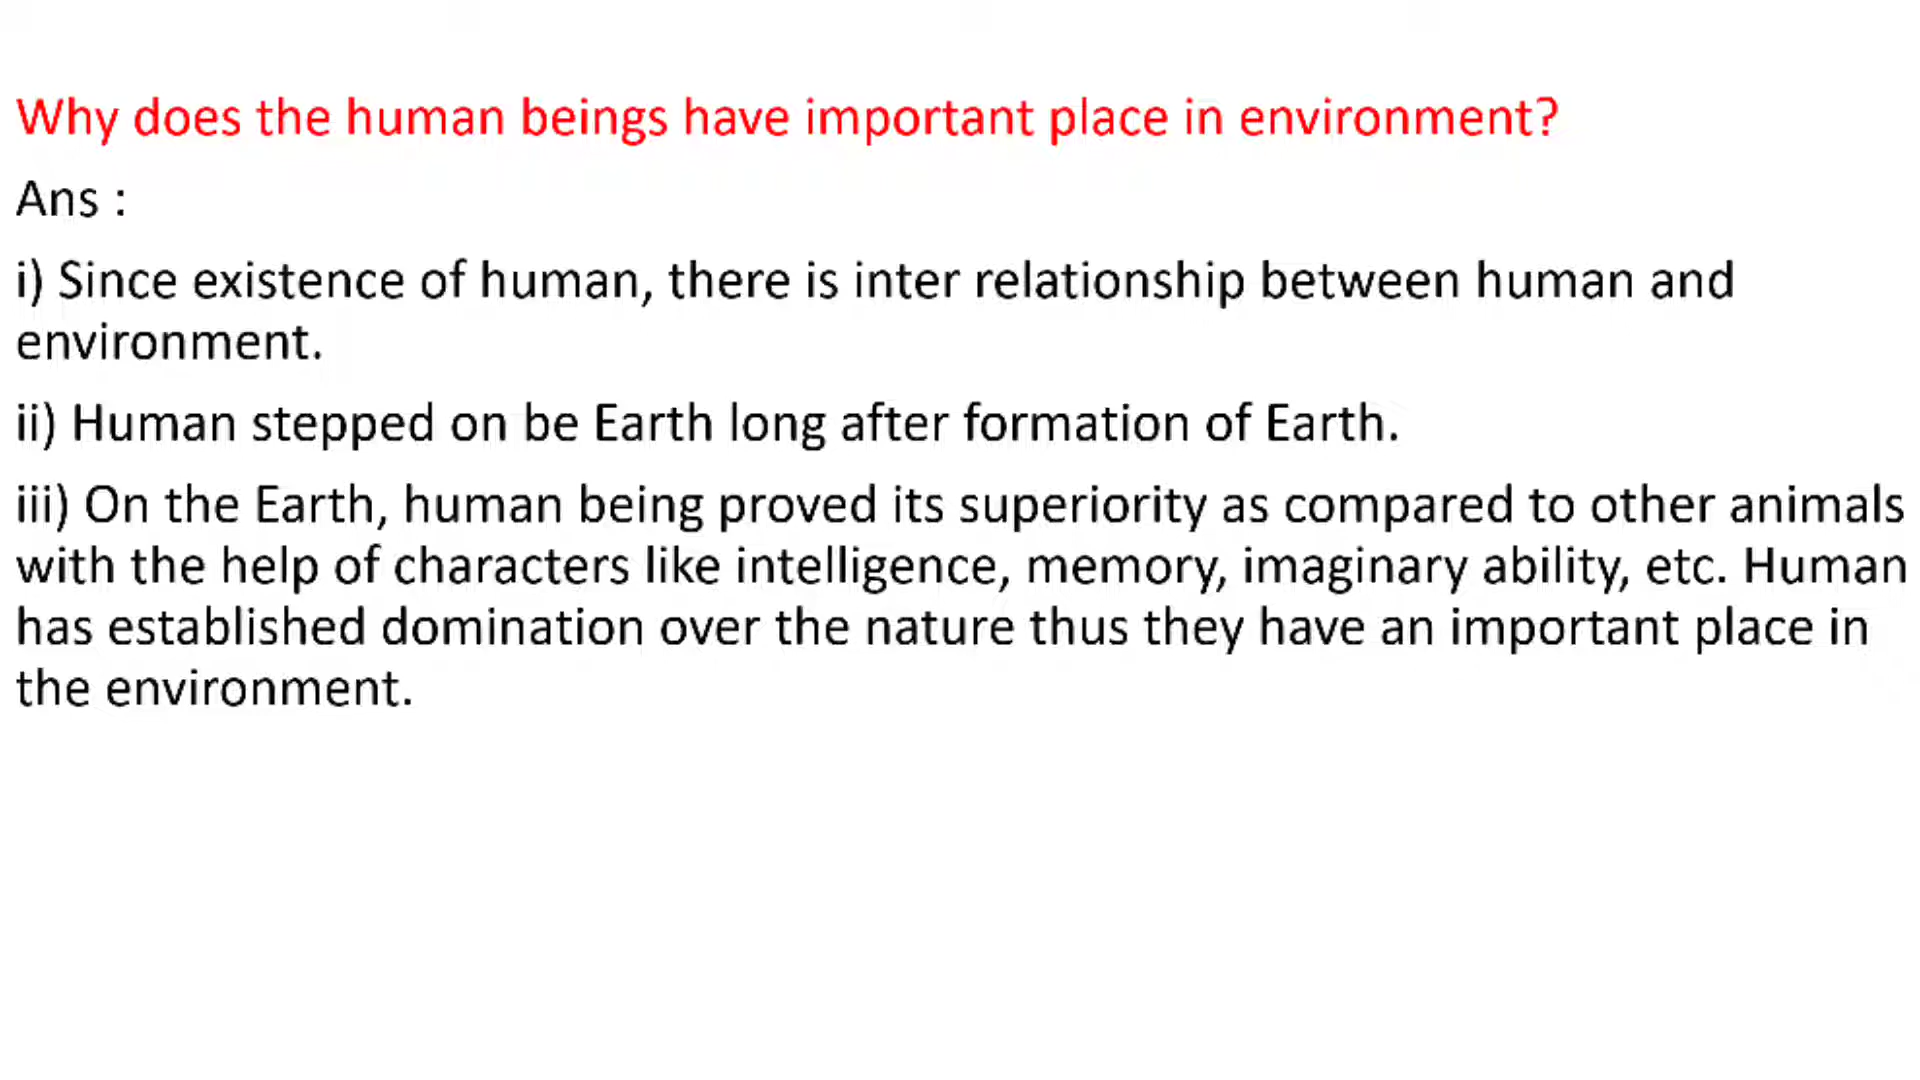 Why does the human beings have important place in environment?
Ans :
i) Since existence of human, there is inter relationship between human and
environment.
ii) Human stepped on be Earth long after formation of Earth.
iii) On the Earth, human being proved its superiority as compared to other animals
with the help of characters like intelligence, memory, imaginary ability, etc. Human
has established domination over the nature thus they have an important place in
the environment.